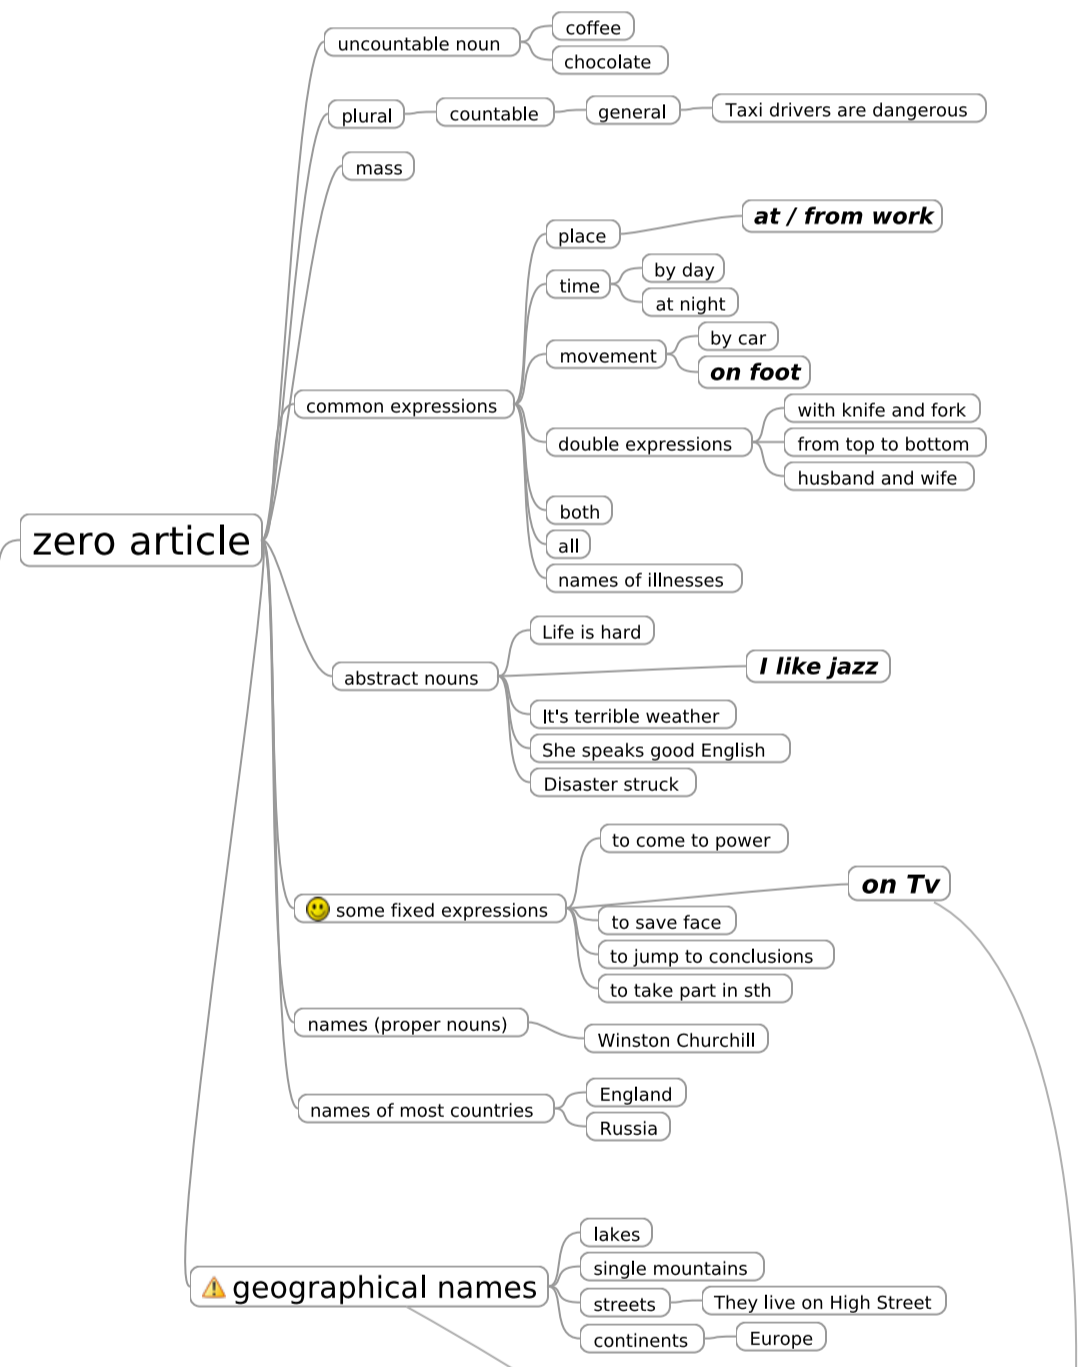 uncountable noun
coffee
chocolate
plural
countable
general
Taxi drivers are dangerous
mass
zero article
common expressions
place
at / from work
time
by day
at night
movement
by car
on foot
double expressions
with knife and fork
from top to bottom
husband and wife
both
all
names of illnesses
abstract nouns
Life is hard
I like jazz
It's terrible weather
She speaks good English
Disaster struck
some fixed expressions
to come to power
on Tv
to save face
to jump to conclusions
to take part in sth
names (proper nouns)
Winston Churchill
names of most countries
England
Russia
geographical names
lakes
single mountains
streets
They live on High Street
continents
Europe